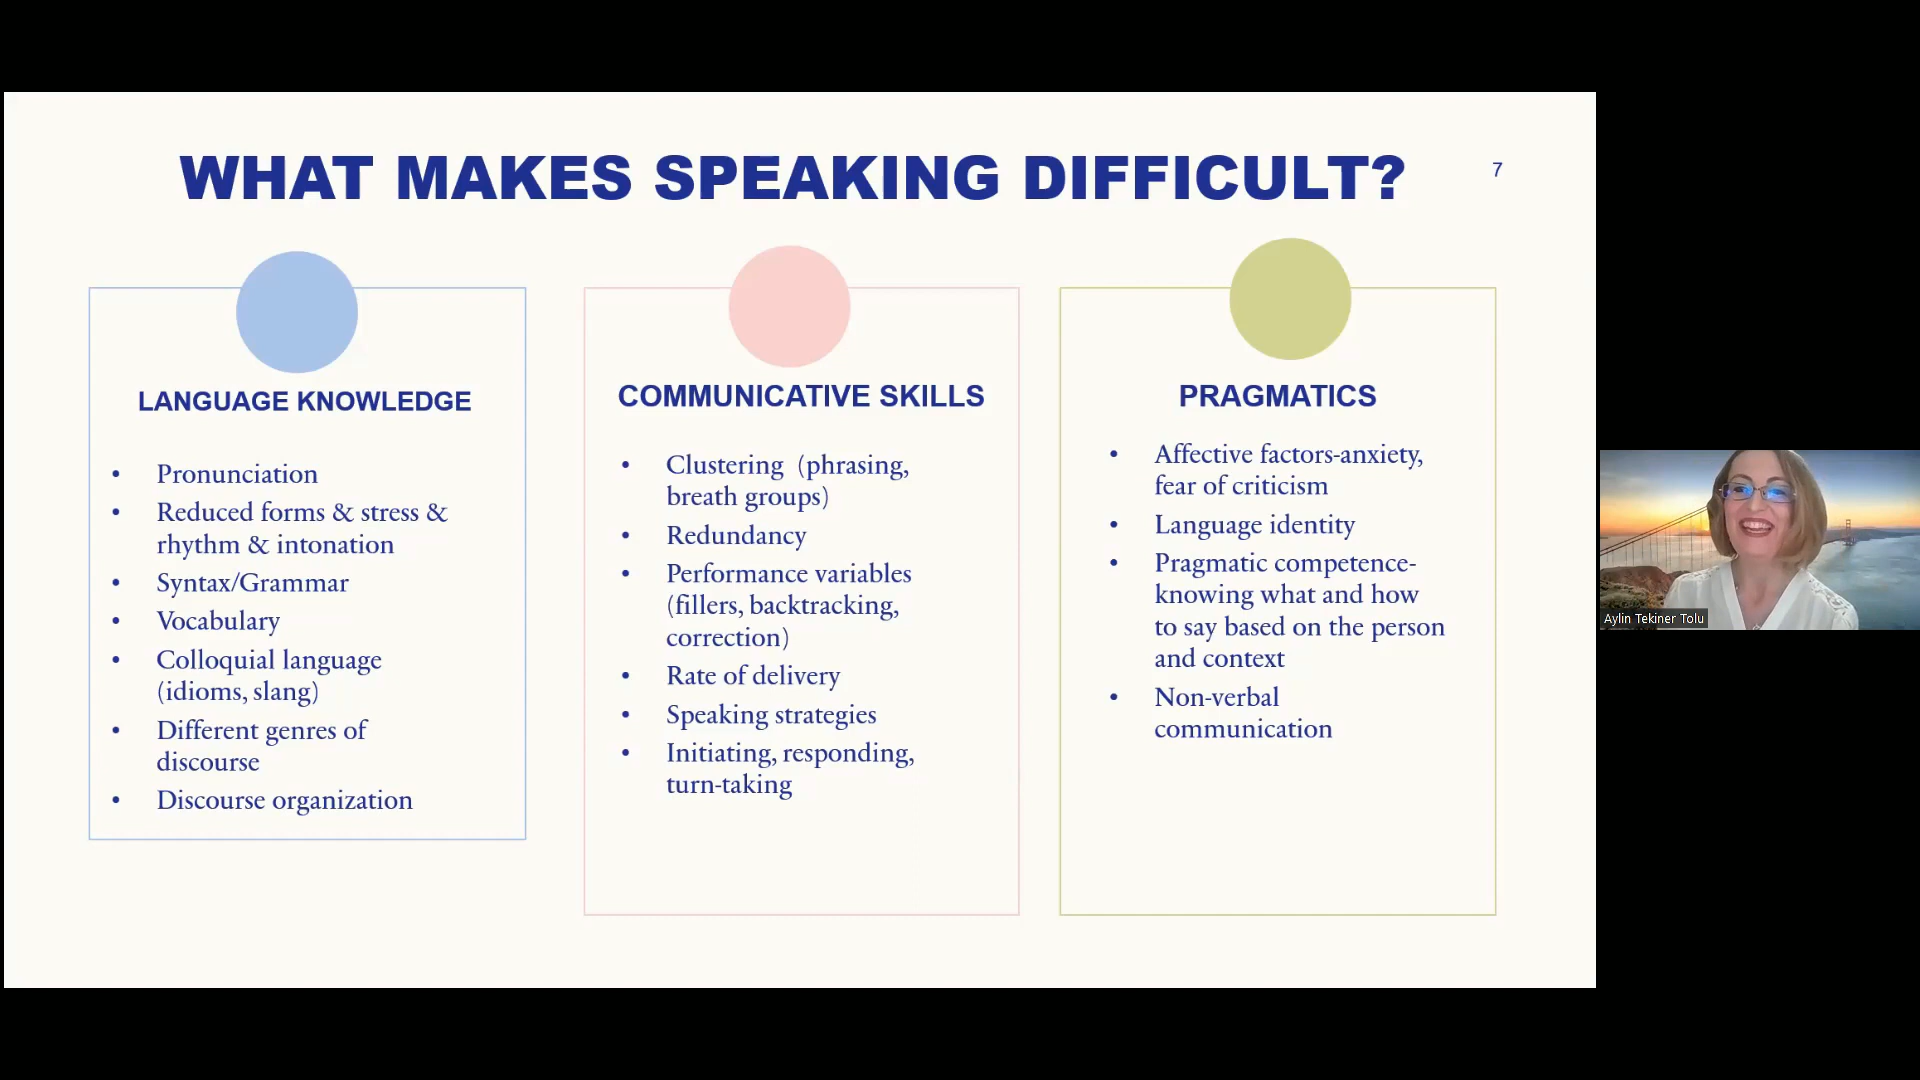 WHAT MAKES SPEAKING DIFFICULT?
7
LANGUAGE KNOWLEDGE
• Pronunciation
• Reduced forms & stress &
rhythm & intonation
• Syntax/Grammar
• Vocabulary
• Colloquial language
(idioms, slang)
• Different genres of
discourse
• Discourse organization
COMMUNICATIVE SKILLS
• Clustering  (phrasing,
breath groups)
• Redundancy
• Performance variables
(fillers, backtracking,
correction)
• Rate of delivery
• Speaking strategies
• Initiating, responding,
turn-taking
PRAGMATICS
• Affective factors-anxiety,
fear of criticism
• Language identity
• Pragmatic competence-
knowing what and how
to say based on the person
and context
• Non-verbal
communication
Aylin Tekiner Tolu